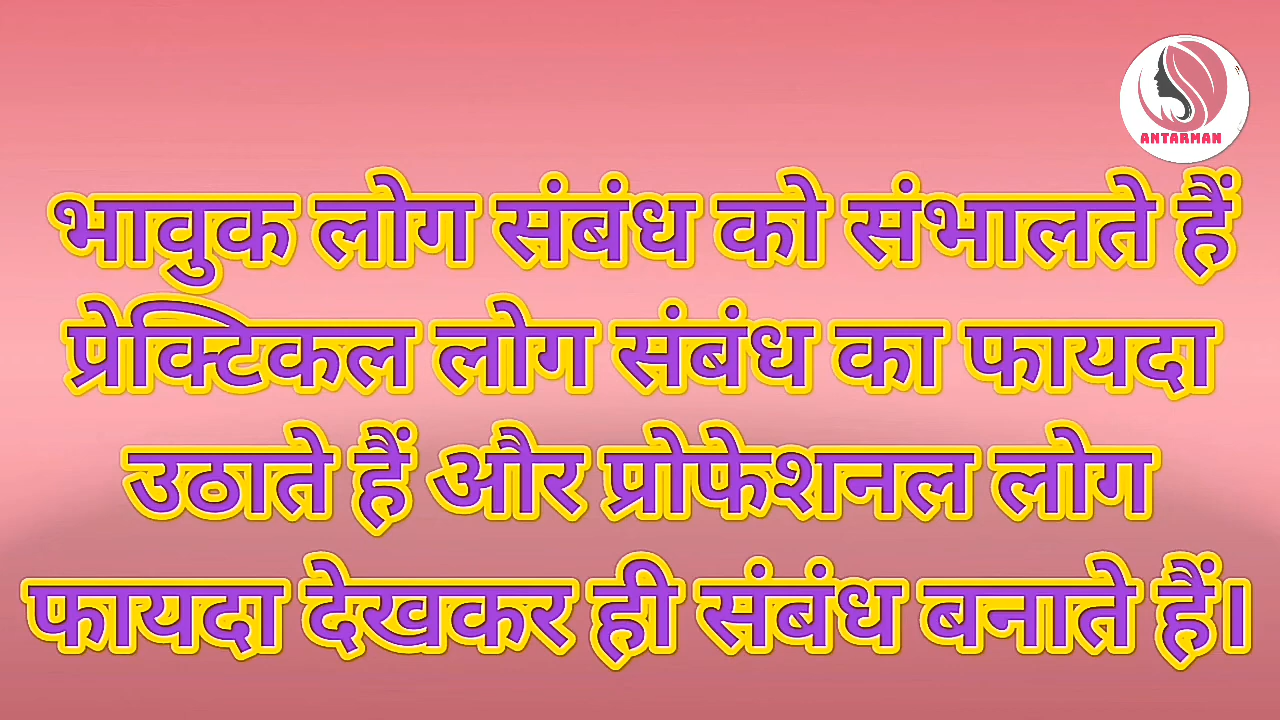 ANTARMAN
भावुक लोग संबंध को संभालते हैं
प्रेक्टिकल लोग संबंध का फायदा
उठाते हैं और प्रोफेशनल लोग
फायदा देखकर ही संबंध बनाते हैं।